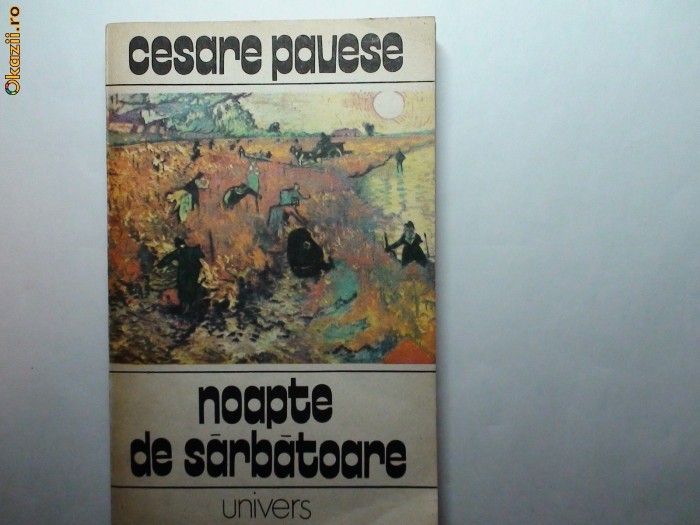 Okazii.ro
cesare pavese
noapte
de sărbătoare
univers